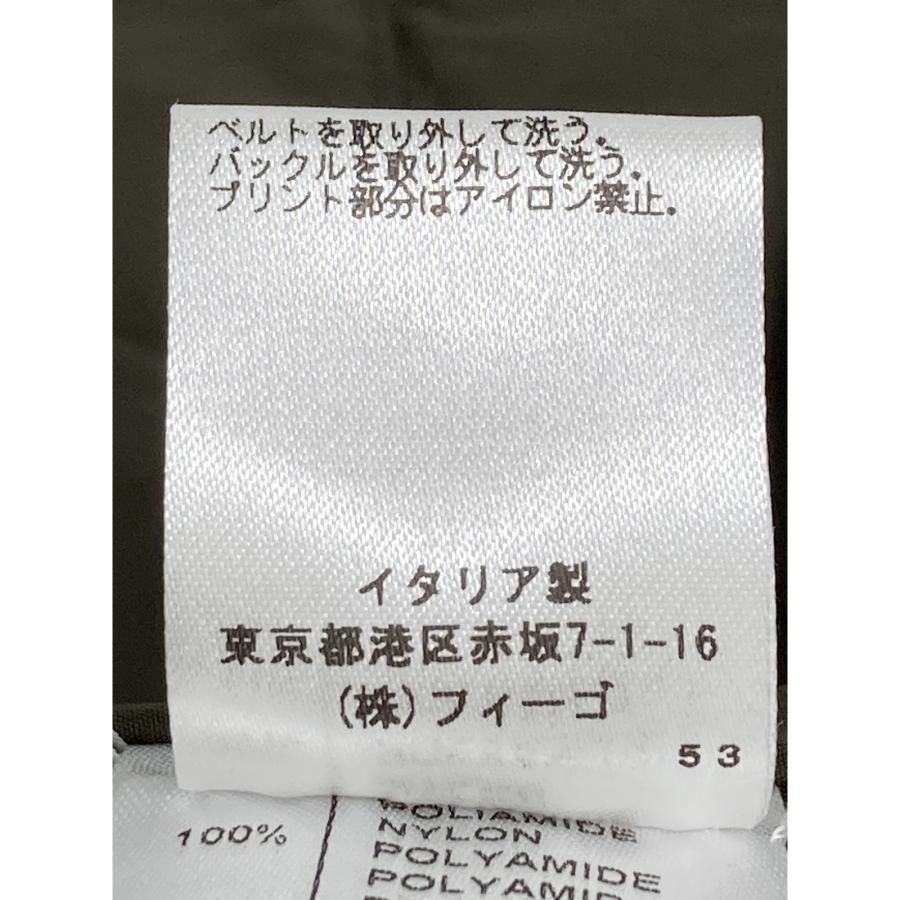 ベルトを取り外して洗う.
バックルを取り外して洗う.
プリント部分はアイロン禁止.
イタリア製
東京都港区赤坂7-1-16
(株)フィーゴ
53
POLIAMIDE
100%
NYLON
POLYAMIDE
POLYAMID